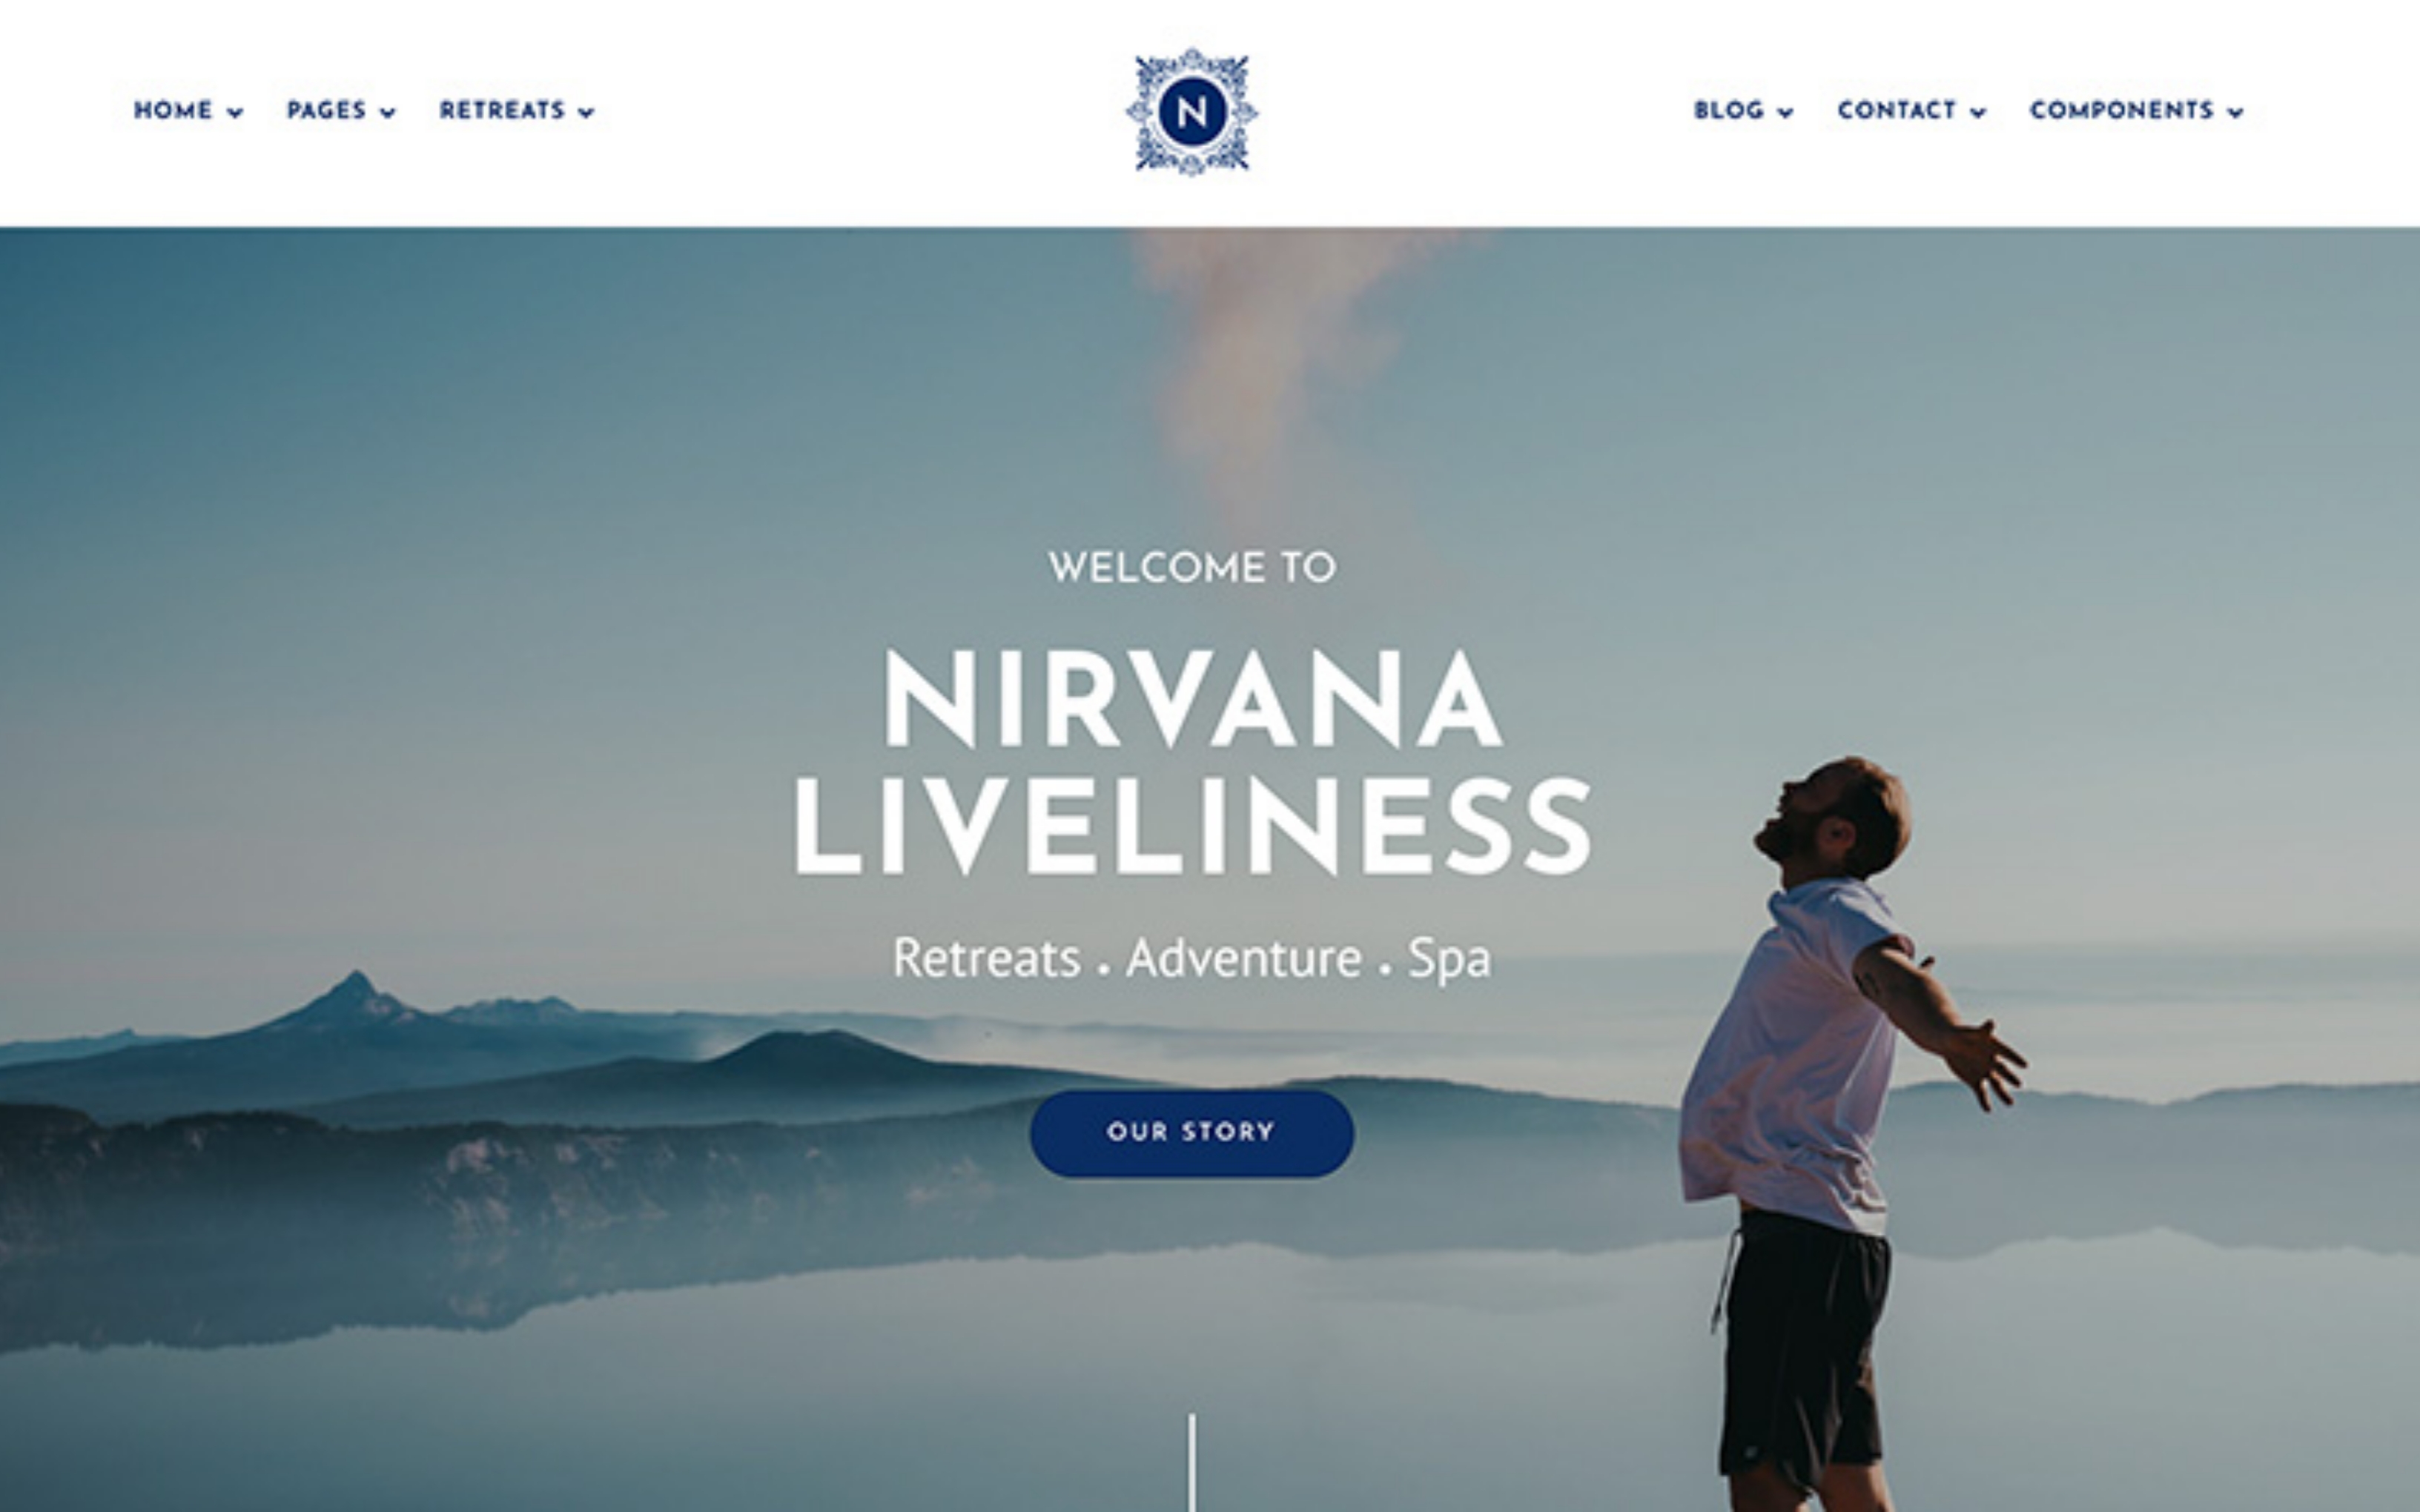 HOME PAGES RETREATS N BLOG CONTACT COMPONENTS
WELCOME TO
NIRVANA
LIVELINESS
Retreats . Adventure . Spa
OUR STORY